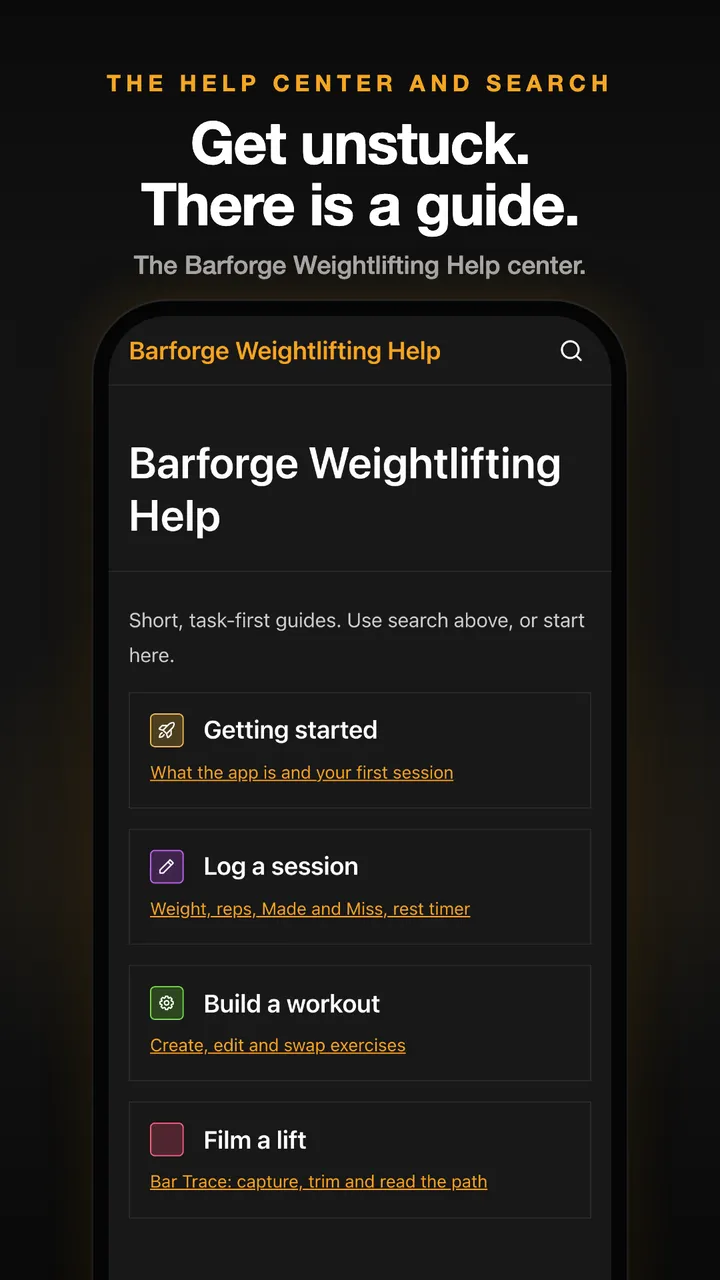 THE HELP CENTER AND SEARCH
Get unstuck.
There is a guide.
The Barforge Weightlifting Help center.
Barforge Weightlifting Help
Barforge Weightlifting
Help
Short, task-first guides. Use search above, or start
here.
Getting started
What the app is and your first session
Log a session
Weight, reps, Made and Miss, rest timer
Build a workout
Create, edit and swap exercises
Film a lift
Bar Trace: capture, trim and read the path